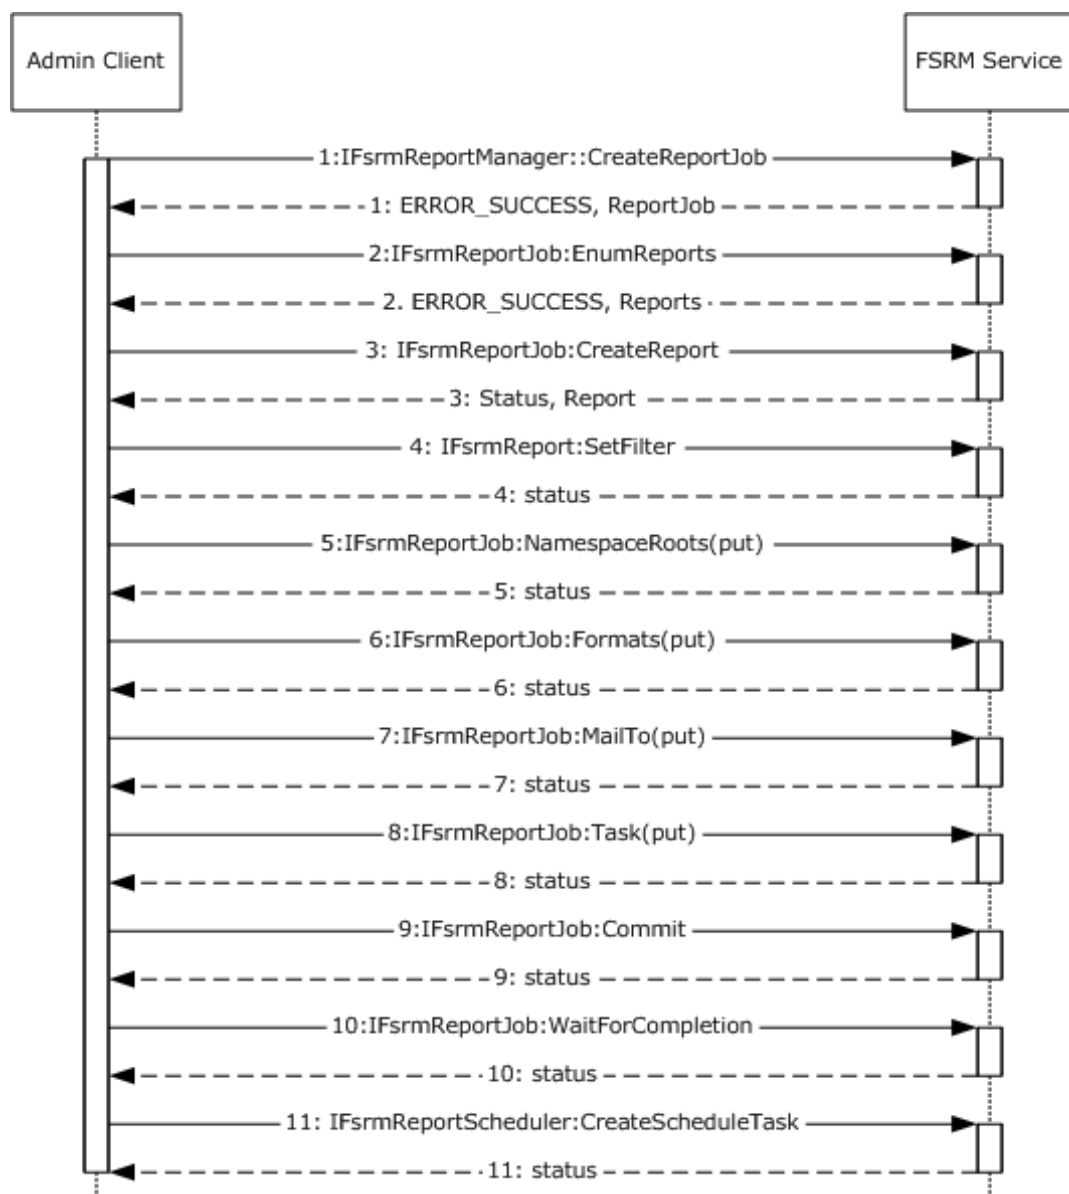 Admin Client
FSRM Service
1:IFsrmReportManager::CreateReportJob
1: ERROR_SUCCESS, ReportJob
2:IFsrmReportJob:EnumReports
2. ERROR_SUCCESS, Reports
3: IFsrmReportJob:CreateReport
3: Status, Report
4: IFsrmReport:SetFilter
4: status
5:IFsrmReportJob:NamespaceRoots(put)
5: status
6:IFsrmReportJob:Formats(put)
6: status
7:IFsrmReportJob:MailTo(put)
7: status
8:IFsrmReportJob:Task(put)
8: status
9:IFsrmReportJob:Commit
9: status
10:IFsrmReportJob:WaitForCompletion
10: status
11: IFsrmReportScheduler:CreateScheduleTask
11: status